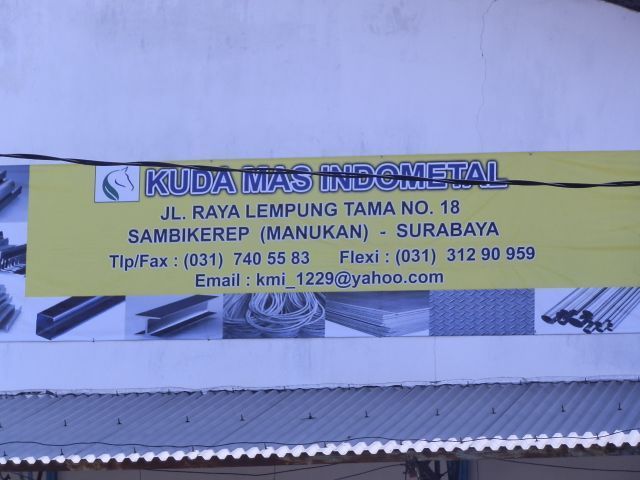 KUDA MAS INDOMETAL
JL. RAYA LEMPUNG TAMA NO. 18
SAMBIKEREP (MANUKAN) - SURABAYA
Tlp/Fax : (031) 740 55 83 Flexi : (031) 312 90 959
Email : kmi_1229@yahoo.com